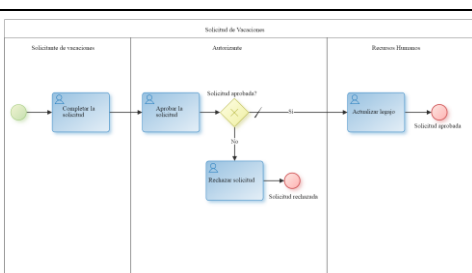 Solicitud de Vacaciones
Solicitante de vacaciones
Autorizante
Recursos Humanos
Solicitud aprobada?
Completar la
solicitud
Aprobar la
solicitud
Si
Actualizar legajo
Solicitud aprobada
No
Rechazar solicitud
Solicitud rechazada